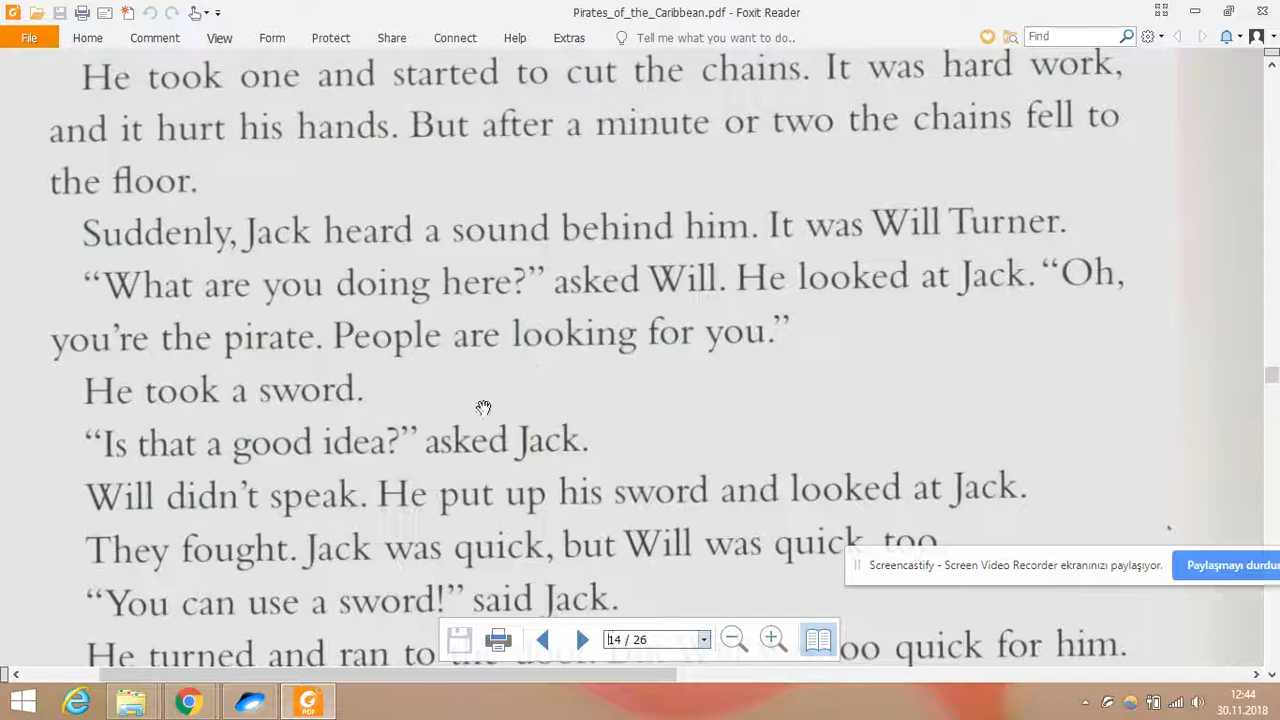 Pirates_of_the_Caribbean.pdf - Foxit Reader
File Home Comment View Form Protect Share Connect Help Extras Tell me what you want to do.. Find
He took one and started to cut the chains. It was hard work,
and it hurt his hands. But after a minute or two the chains fell to
the floor.
Suddenly, Jack heard a sound behind him. It was Will Turner.
“What are you doing here?” asked Will. He looked at Jack. “Oh,
you’re the pirate. People are looking for you.”
He took a sword.
“Is that a good idea?” asked Jack.
Will didn’t speak. He put up his sword and looked at Jack.
They fought. Jack was quick, but Will was quick too.
Screencastify - Screen Video Recorder ekranınızı paylaşıyor. Paylaşmayı durdur
“You can use a sword!” said Jack.
14 / 26
He turned and ran to the door. But Will was too quick for him.
12:44
30.11.2018